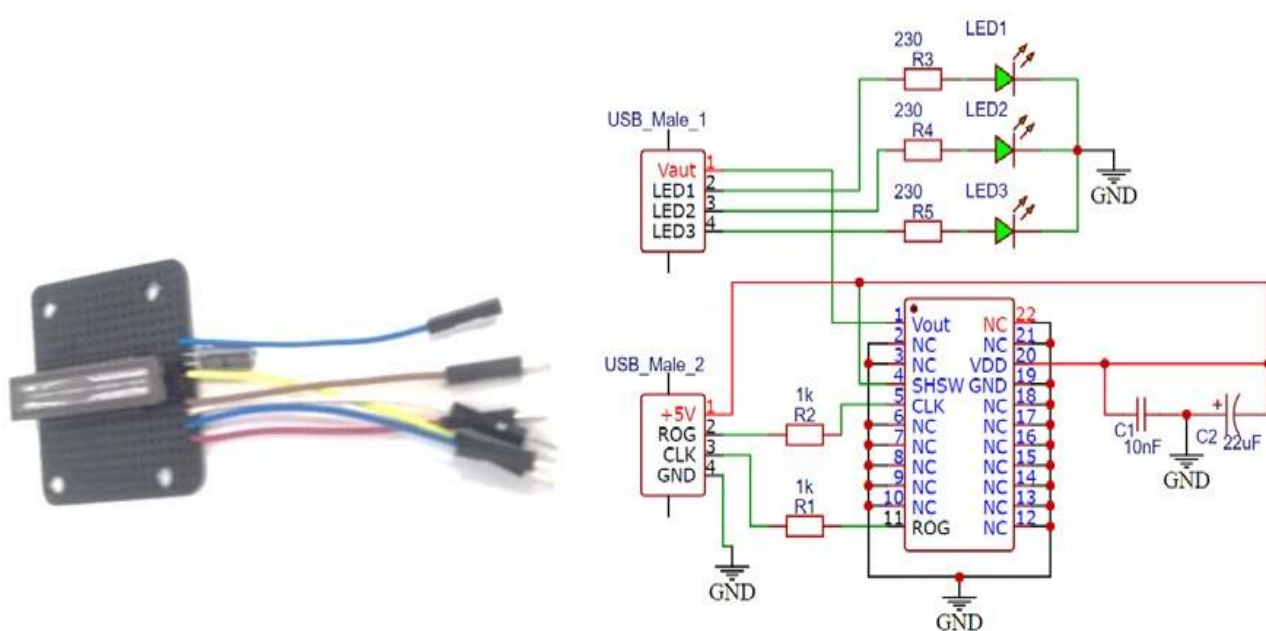 LED1
230
R3
LED2
230
R4
LED3
230
R5
GND
USB_Male_1
Vaut 1
LED1 2
LED2 3
LED3 4
USB_Male_2
+5V 1
ROG 2
CLK 3
GND 4
GND
1k
R2
1k
R1
1 Vout NC 22
2 NC NC 21
3 NC VDD 20
4 SHSW GND 19
5 CLK NC 18
6 NC NC 17
7 NC NC 16
8 NC NC 15
9 NC NC 14
10 NC NC 13
11 ROG NC 12
GND
C1
10nF
+
C2
22uF
GND